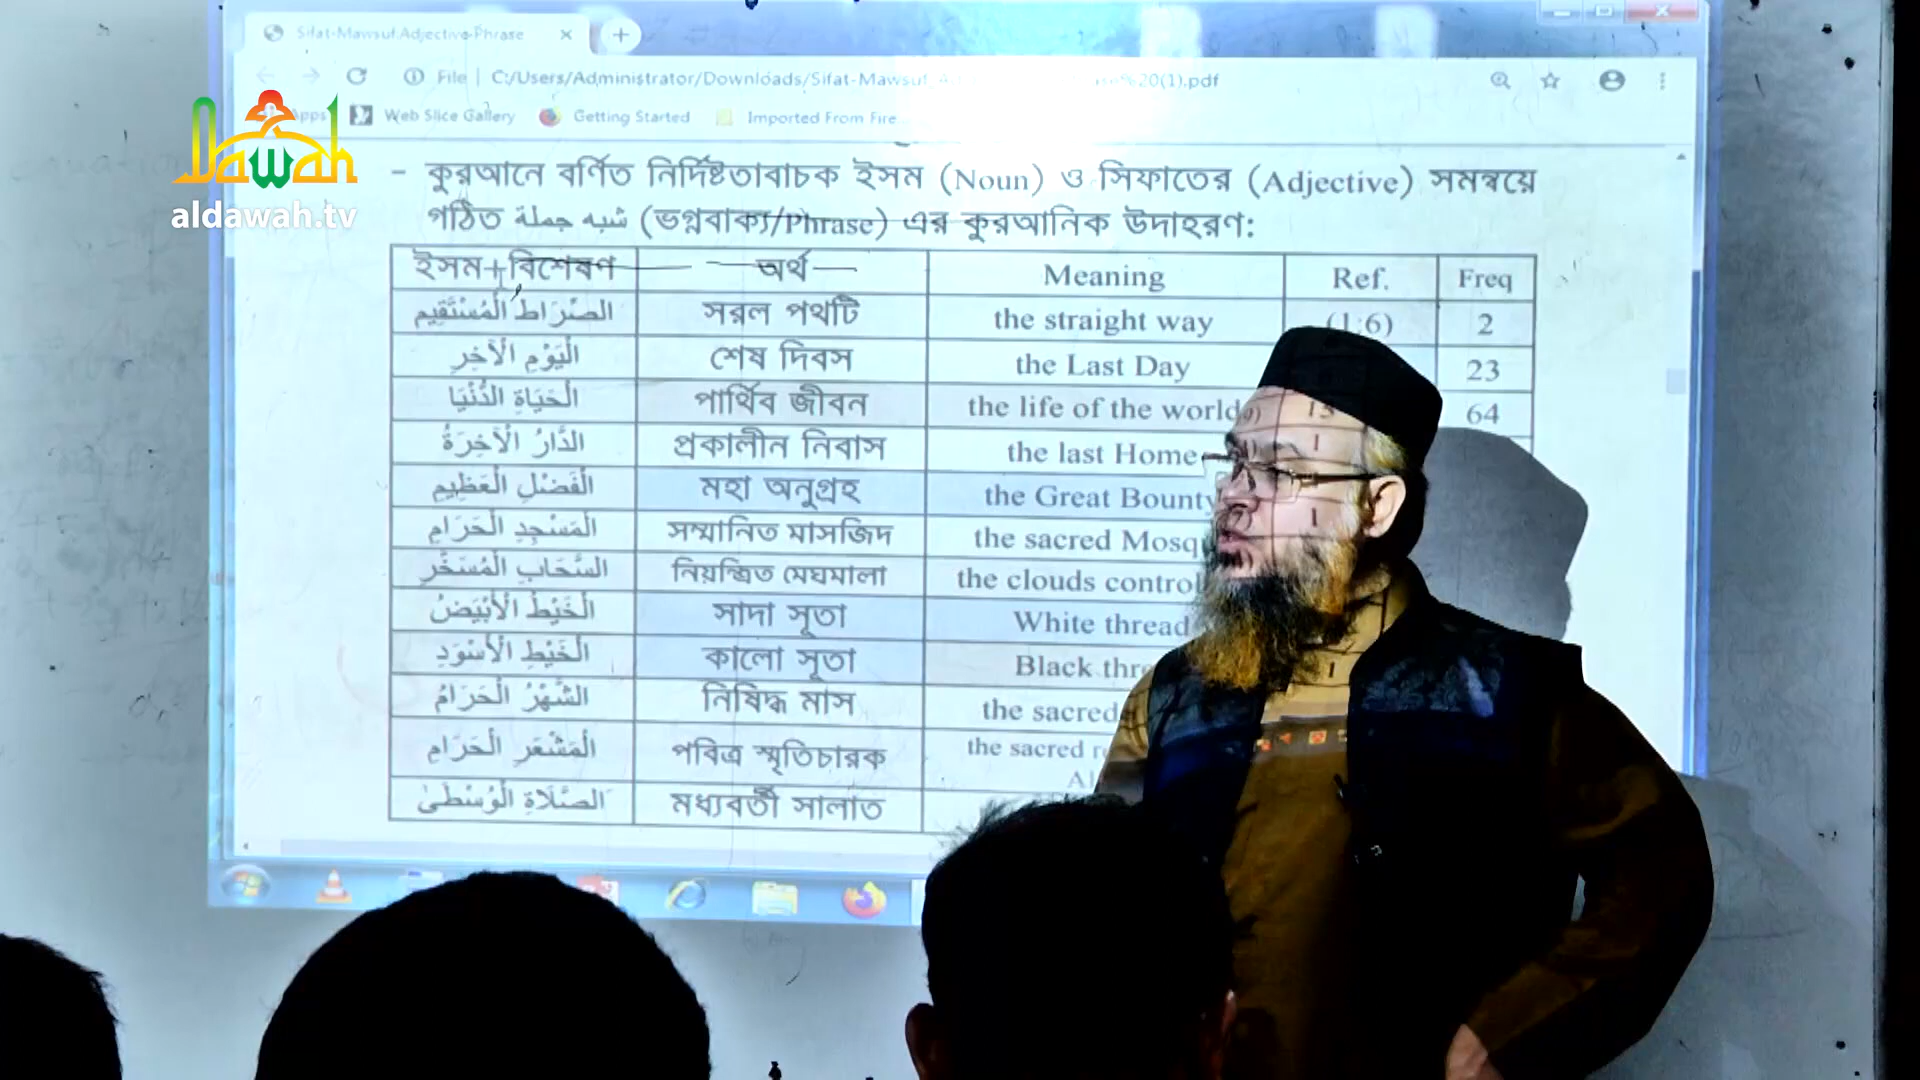 Sifat-Mawsuf Adjective-Phrase
File | C:/Users/Administrator/Downloads/Sifat-Mawsuf %20(1).pdf
Apps Web Slice Gallery Getting Started Imported From Fire
Dawah
aldawah.tv
- কুরআনে বর্ণিত নির্দিষ্টতাবাচক ইসম (Noun) ও সিফাতের (Adjective) সমন্বয়ে
গঠিত شبه جملة (ভগ্নবাক্য/Phrase) এর কুরআনিক উদাহরণ:
ইসম+বিশেষণ অর্থ Meaning Ref. Freq
الصِّرَاطَ الْمُسْتَقِيمَ সরল পথটি the straight way (1:6) 2
الْيَوْمِ الْآخِرِ শেষ দিবস the Last Day 23
الْحَيَاةِ الدُّنْيَا পার্থিব জীবন the life of the world 64
الدَّارُ الْآخِرَةُ প্রকালীন নিবাস the last Home
الْفَضْلِ الْعَظِيمِ মহা অনুগ্রহ the Great Bounty
الْمَسْجِدِ الْحَرَامِ সম্মানিত মাসজিদ the sacred
السَّحَابِ الْمُسَخَّرِ নিয়ন্ত্রিত মেঘমালা the clouds
الْخَيْطُ الْأَبْيَضُ সাদা সূতা White thread
الْخَيْطِ الْأَسْوَدِ কালো সূতা Black
الشَّهْرُ الْحَرَامُ নিষিদ্ধ মাস the sacred
الْمَشْعَرِ الْحَرَامِ পবিত্র স্মৃতিচারক the sacred
الصَّلَاةِ الْوُسْطَىٰ মধ্যবর্তী সালাত